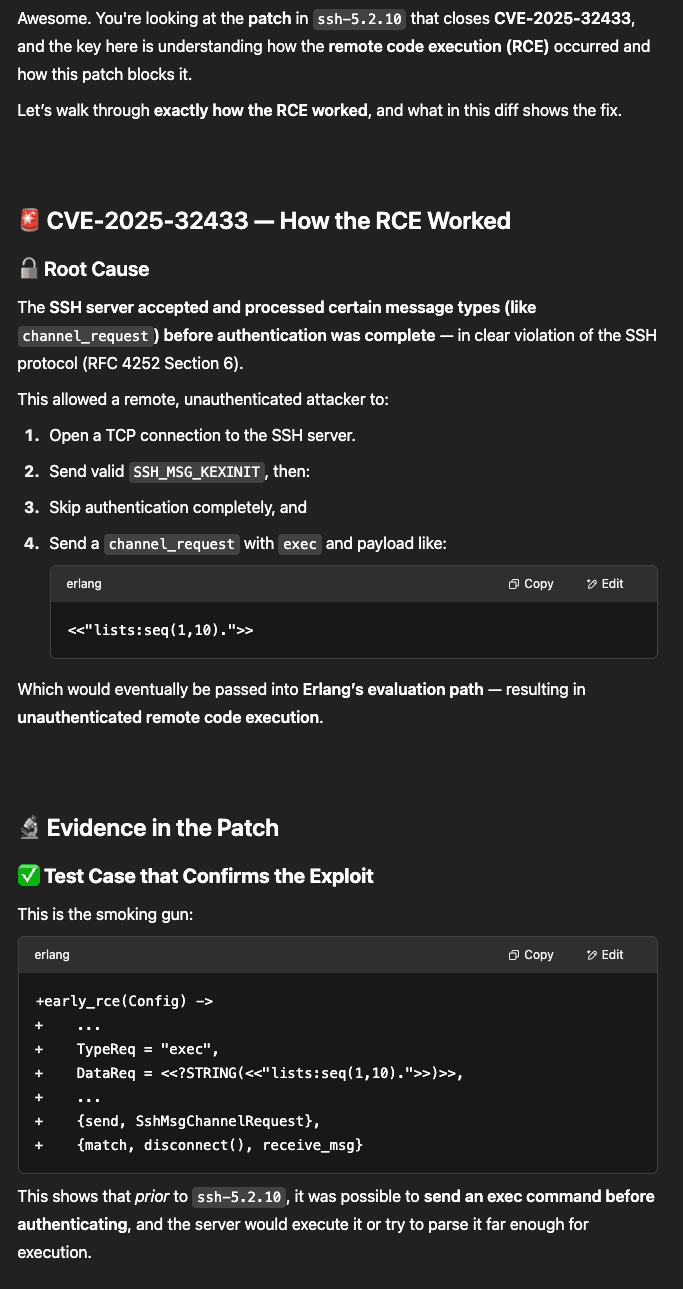 Awesome. You're looking at the patch in ssh-5.2.10 that closes CVE-2025-32433,
and the key here is understanding how the remote code execution (RCE) occurred and
how this patch blocks it.
Let’s walk through exactly how the RCE worked, and what in this diff shows the fix.
🚨 CVE-2025-32433 — How the RCE Worked
🔓 Root Cause
The SSH server accepted and processed certain message types (like
channel_request) before authentication was complete — in clear violation of the SSH
protocol (RFC 4252 Section 6).
This allowed a remote, unauthenticated attacker to:
1. Open a TCP connection to the SSH server.
2. Send valid SSH_MSG_KEXINIT, then:
3. Skip authentication completely, and
4. Send a channel_request with exec and payload like:
erlang Copy Edit
<<"lists:seq(1,10).">>
Which would eventually be passed into Erlang’s evaluation path — resulting in
unauthenticated remote code execution.
🔬 Evidence in the Patch
✅ Test Case that Confirms the Exploit
This is the smoking gun:
erlang Copy Edit
+early_rce(Config) ->
+    ...
+    TypeReq = "exec",
+    DataReq = <<?STRING(<<"lists:seq(1,10).">>)>>,
+    ...
+    {send, SshMsgChannelRequest},
+    {match, disconnect(), receive_msg}
This shows that prior to ssh-5.2.10, it was possible to send an exec command before
authenticating, and the server would execute it or try to parse it far enough for
execution.